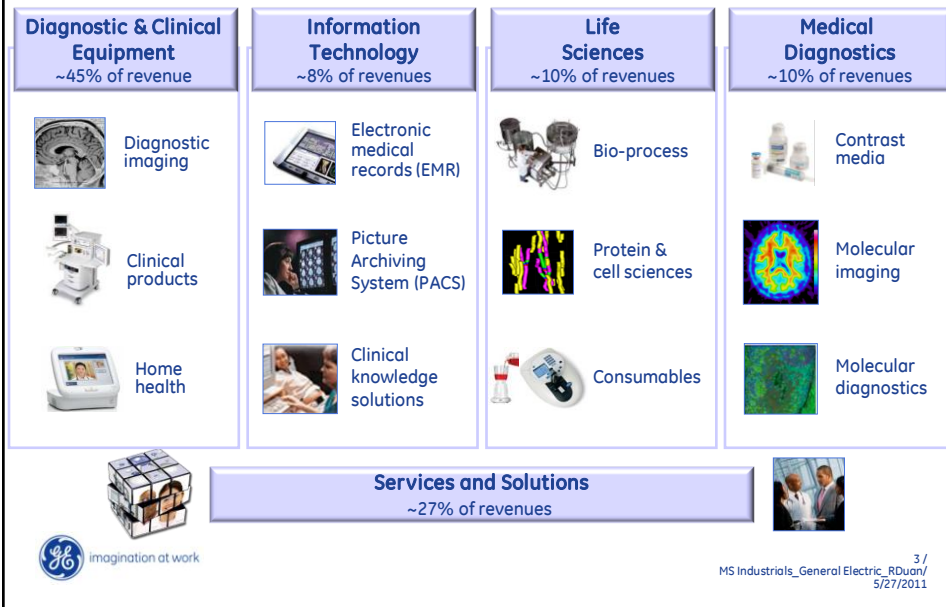 Diagnostic & Clinical
Equipment
~45% of revenue
Diagnostic
imaging
Clinical
products
Home
health
Information
Technology
~8% of revenues
Electronic
medical
records (EMR)
Picture
Archiving
System (PACS)
Clinical
knowledge
solutions
Life
Sciences
~10% of revenues
Bio-process
Protein &
cell sciences
Consumables
Medical
Diagnostics
~10% of revenues
Contrast
media
Molecular
imaging
Molecular
diagnostics
Services and Solutions
~27% of revenues
GE imagination at work
3 /
MS Industrials_General Electric_RDuan/
5/27/2011